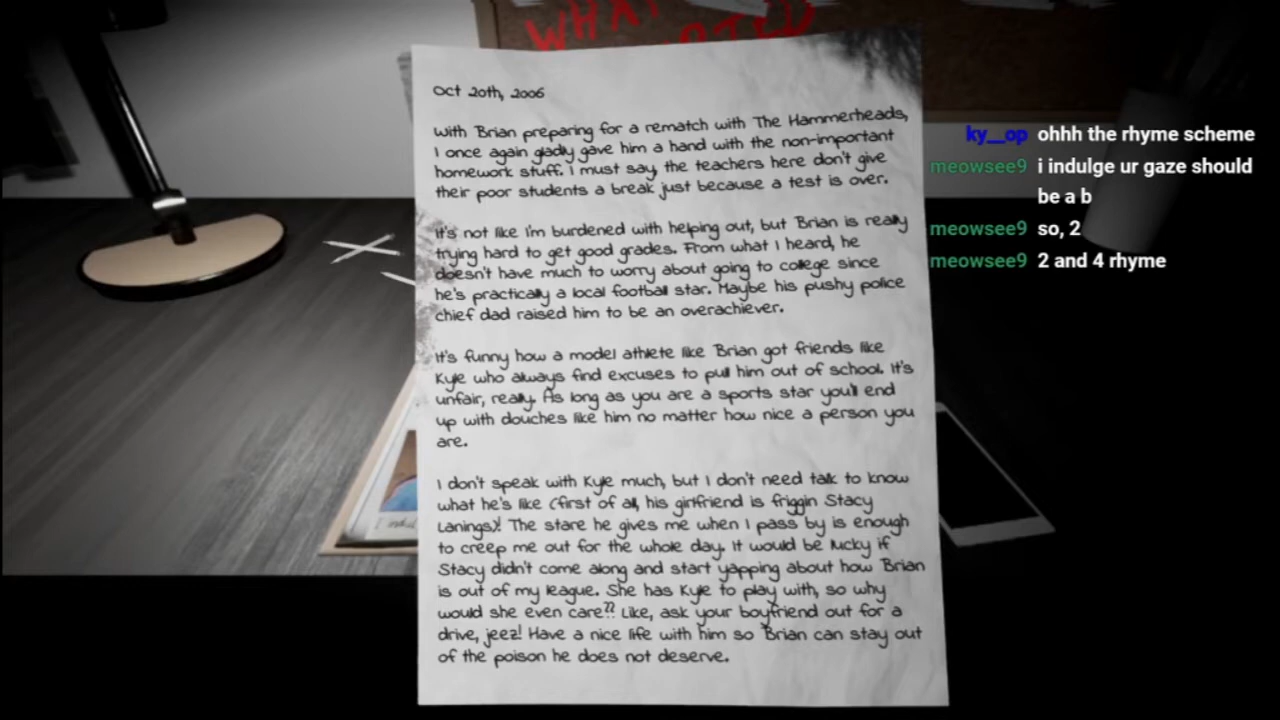 WHAT
Oct 20th, 2006
With Brian preparing for a rematch with The Hammerheads,
I once again gladly gave him a hand with the non-important
homework stuff. I must say, the teachers here don't give
their poor students a break just because a test is over.
It's not like I'm burdened with helping out, but Brian is really
trying hard to get good grades. From what I heard, he
doesn't have much to worry about going to college since
he's practically a local football star. Maybe his pushy police
chief dad raised him to be an overachiever.
It's funny how a model athlete like Brian got friends like
Kyle who always find excuses to pull him out of school. It's
unfair, really. As long as you are a sports star you'll end
up with douches like him no matter how nice a person you
are.
I don't speak with Kyle much, but I don't need talk to know
what he's like (first of all, his girlfriend is friggin Stacy
Lanings)! The stare he gives me when I pass by is enough
to creep me out for the whole day. It would be lucky if
Stacy didn't come along and start yapping about how Brian
is out of my league. She has Kyle to play with, so why
would she even care?? Like, ask your boyfriend out for a
drive, jeez! Have a nice life with him so Brian can stay out
of the poison he does not deserve.
ky__op ohhh the rhyme scheme
meowsee9 i indulge ur gaze should
be a b
meowsee9 so, 2
meowsee9 2 and 4 rhyme